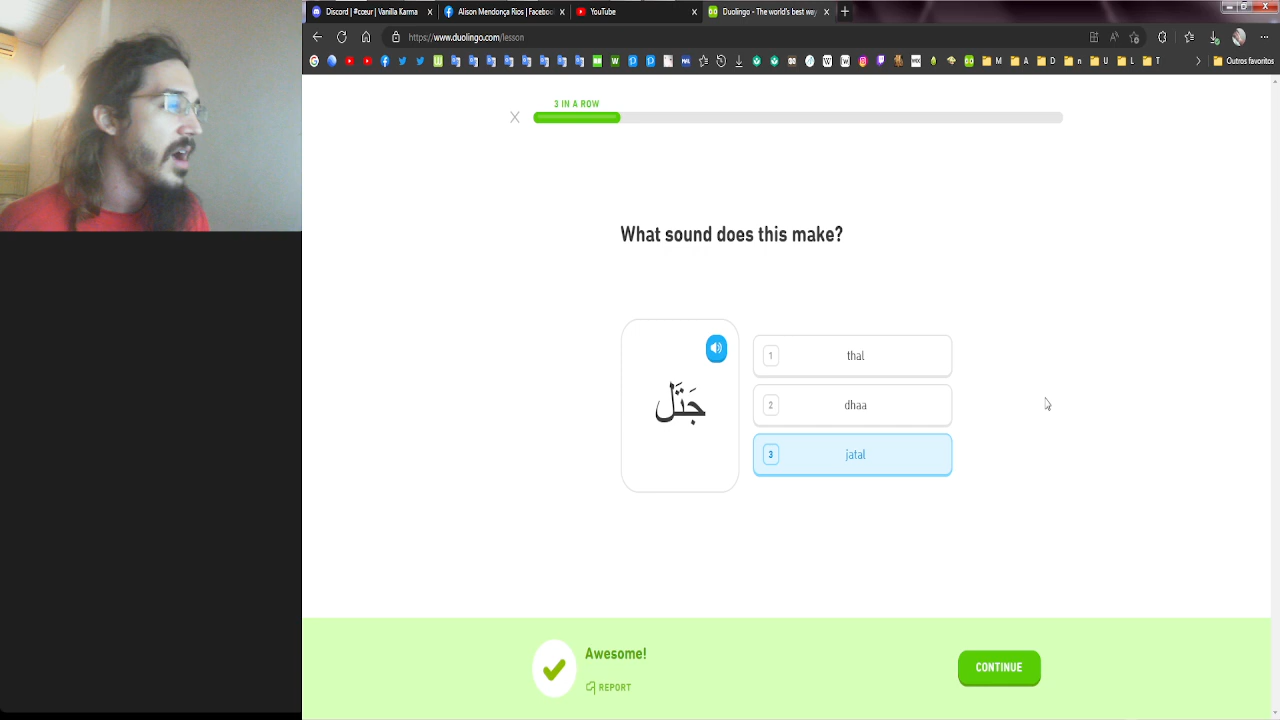 Discord | #cœur | Vanilla Karma
Alison Mendonça Rios | Faceboo
YouTube
Duolingo - The world's best way
https://www.duolingo.com/lesson
M
A
D
n
U
L
T
Outros favoritos
3 IN A ROW
What sound does this make?
جَتَل
1 thal
2 dhaa
3 jatal
Awesome!
REPORT
CONTINUE